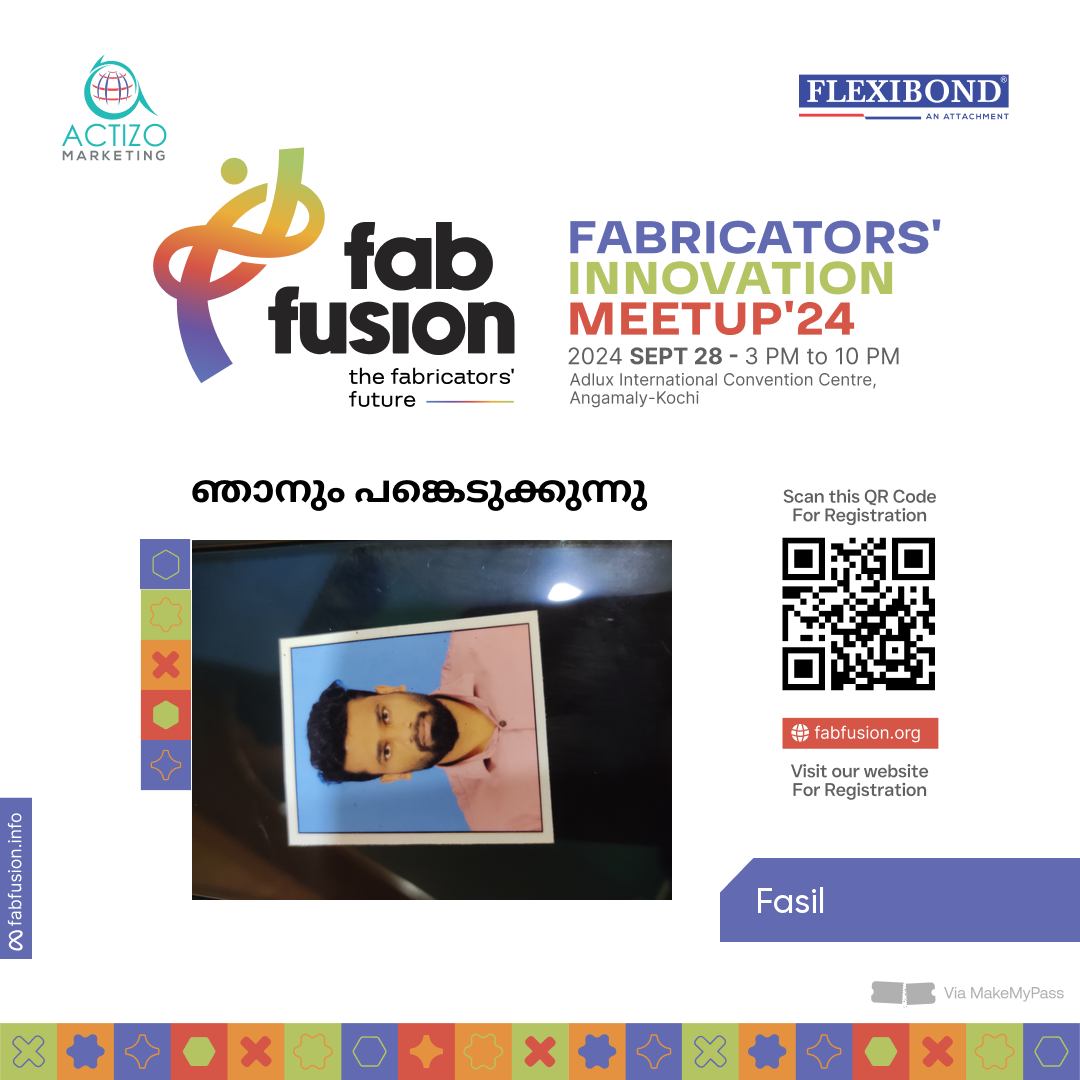 ACTIZO
MARKETING
FLEXIBOND®
AN ATTACHMENT
fab
fusion
the fabricators'
future
FABRICATORS'
INNOVATION
MEETUP'24
2024 SEPT 28 - 3 PM to 10 PM
Adlux International Convention Centre,
Angamaly-Kochi
ഞാനും പങ്കെടുക്കുന്നു
Scan this QR Code
For Registration
fabfusion.org
Visit our website
For Registration
fabfusion.info
Fasil
Via MakeMyPass